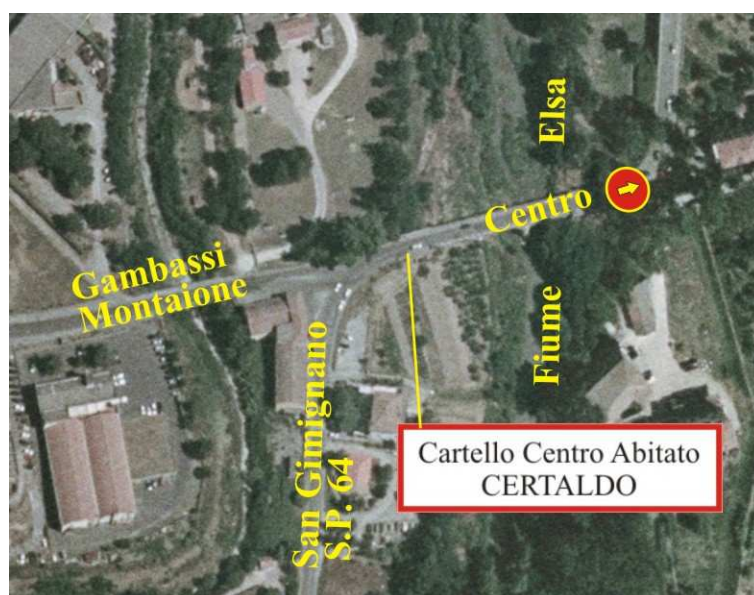 Elsa
Centro
Gambassi
Montaione
Fiume
San Gimignano
S.P. 64
Cartello Centro Abitato
CERTALDO